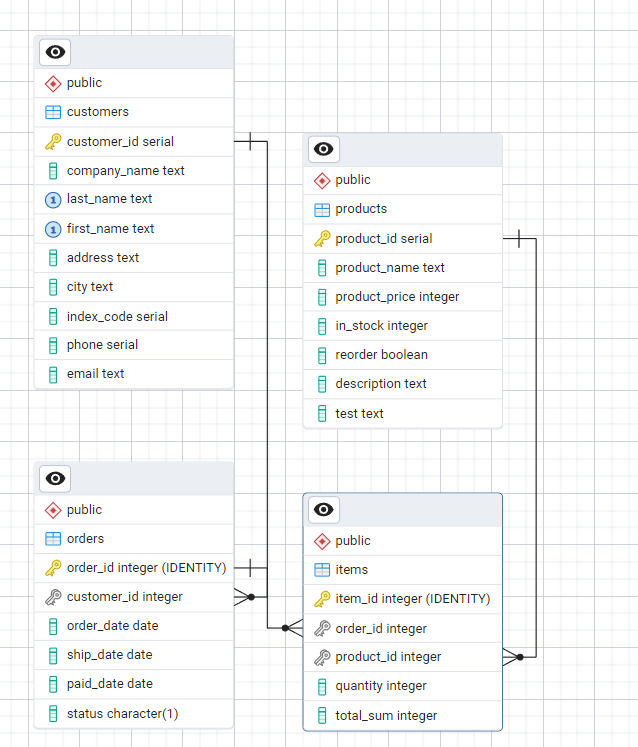 public
customers
customer_id serial
company_name text
1 last_name text
1 first_name text
address text
city text
index_code serial
phone serial
email text
public
products
product_id serial
product_name text
product_price integer
in_stock integer
reorder boolean
description text
test text
public
orders
order_id integer (IDENTITY)
customer_id integer
order_date date
ship_date date
paid_date date
status character(1)
public
items
item_id integer (IDENTITY)
order_id integer
product_id integer
quantity integer
total_sum integer